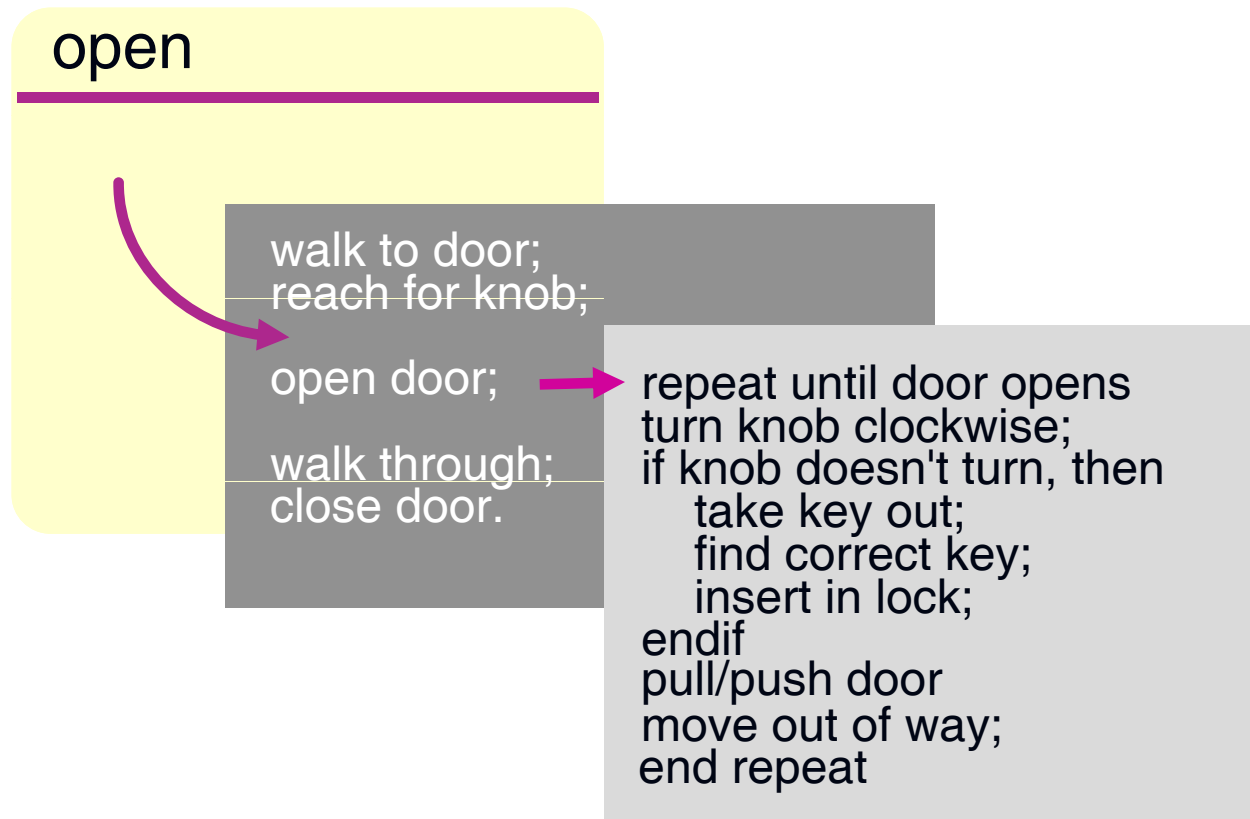 open
walk to door;
reach for knob;
open door;
walk through;
close door.
repeat until door opens
turn knob clockwise;
if knob doesn't turn, then
take key out;
find correct key;
insert in lock;
endif
pull/push door
move out of way;
end repeat